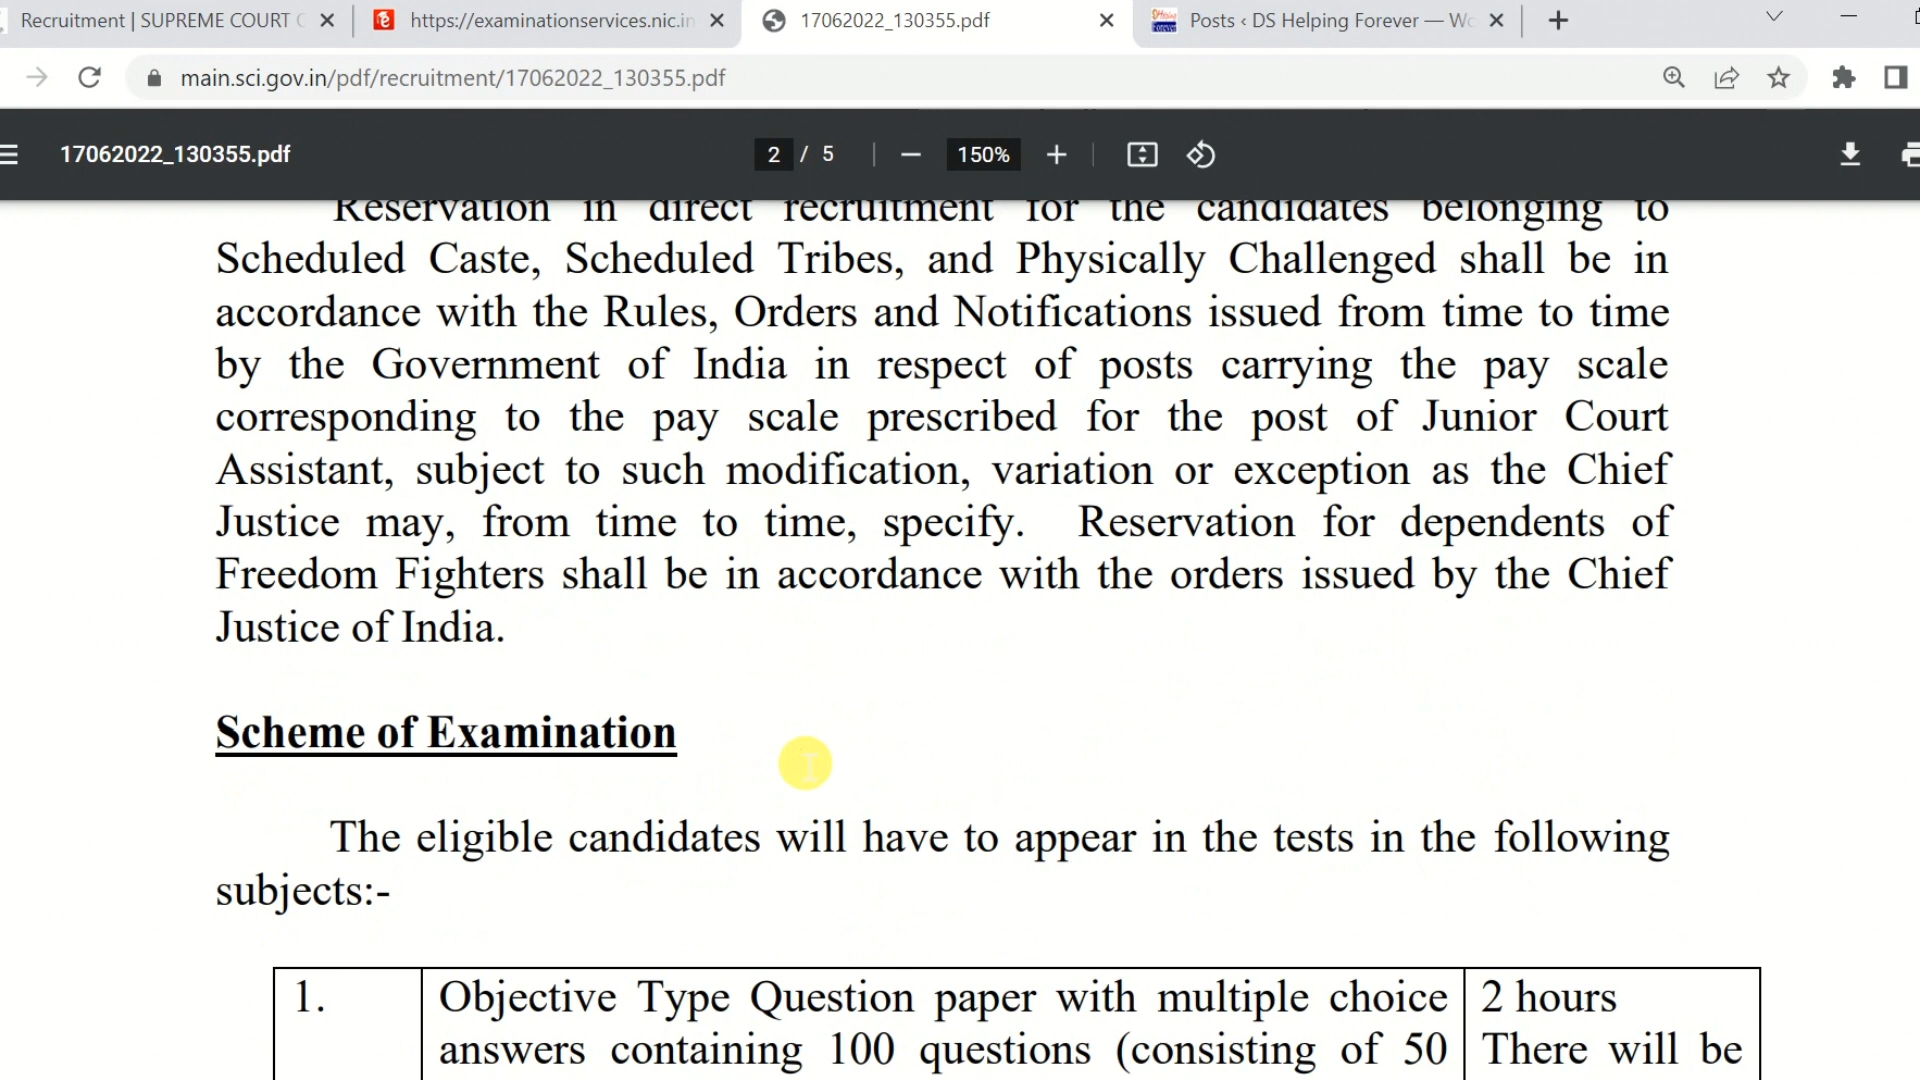 Recruitment | SUPREME COURT
https://examinationservices.nic.in
17062022_130355.pdf
Posts ‹ DS Helping Forever — Wo
main.sci.gov.in/pdf/recruitment/17062022_130355.pdf
17062022_130355.pdf
2 / 5
150%
Reservation in direct recruitment for the candidates belonging to
Scheduled Caste, Scheduled Tribes, and Physically Challenged shall be in
accordance with the Rules, Orders and Notifications issued from time to time
by the Government of India in respect of posts carrying the pay scale
corresponding to the pay scale prescribed for the post of Junior Court
Assistant, subject to such modification, variation or exception as the Chief
Justice may, from time to time, specify. Reservation for dependents of
Freedom Fighters shall be in accordance with the orders issued by the Chief
Justice of India.
Scheme of Examination
The eligible candidates will have to appear in the tests in the following
subjects:-
1.
Objective Type Question paper with multiple choice
answers containing 100 questions (consisting of 50
2 hours
There will be